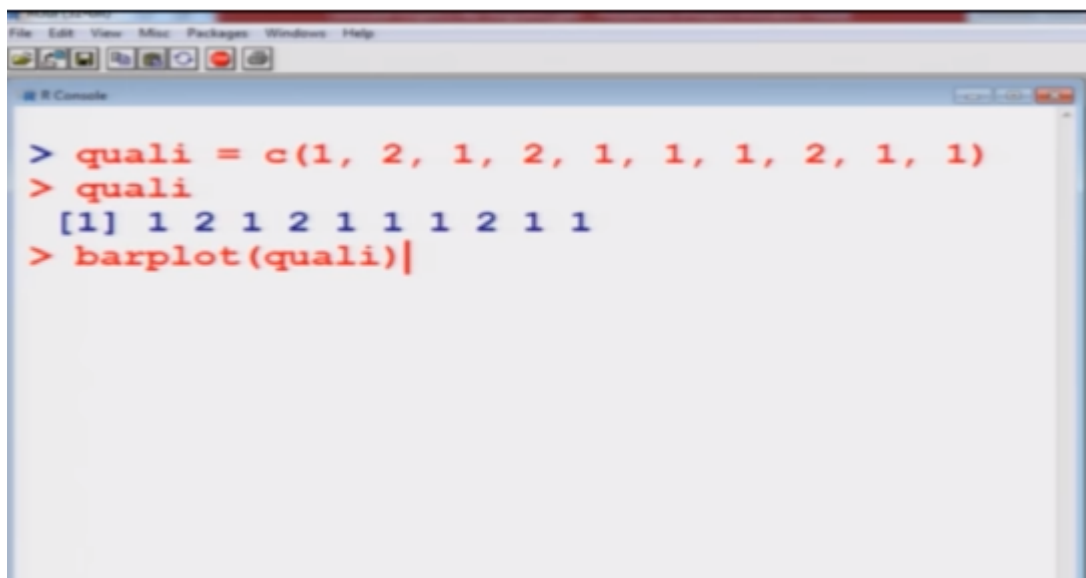 File Edit View Misc Packages Windows Help
R Console
> quali = c(1, 2, 1, 2, 1, 1, 1, 2, 1, 1)
> quali
[1] 1 2 1 2 1 1 1 2 1 1
> barplot(quali)